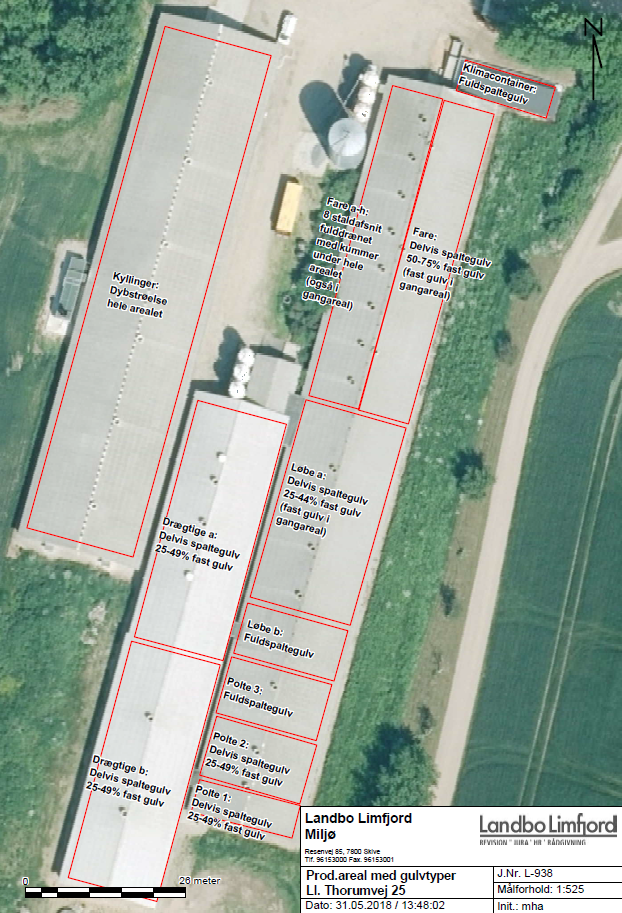 N
Klimacontainer:
Fuldspaltegulv
Fare a-h:
8 staldafsnit
fulddrænet
med kummer
under hele
arealet
(også i
gangareal)
Fare:
Delvis spaltegulv
50-75% fast gulv
(fast gulv i
gangareal)
Kyllinger:
Dybstrøelse
hele arealet
Løbe a:
Delvis spaltegulv
25-44% fast gulv
(fast gulv i
gangareal)
Drægtige a:
Delvis spaltegulv
25-49% fast gulv
Løbe b:
Fuldspaltegulv
Polte 3:
Fuldspaltegulv
Polte 2:
Delvis spaltegulv
25-49% fast gulv
Drægtige b:
Delvis spaltegulv
25-49% fast gulv
Polte 1:
Delvis spaltegulv
25-49% fast gulv
0 26 meter
Landbo Limfjord
Miljø
Resenvej 85, 7800 Skive
Tlf. 96153000 Fax. 96153001
Landbo Limfjord
REVISION * JURA * HR * RÅDGIVNING
Prod.areal med gulvtyper
Ll. Thorumvej 25
Dato: 31.05.2018 / 13:48:02
J.Nr. L-938
Målforhold: 1:525
Init.: mha